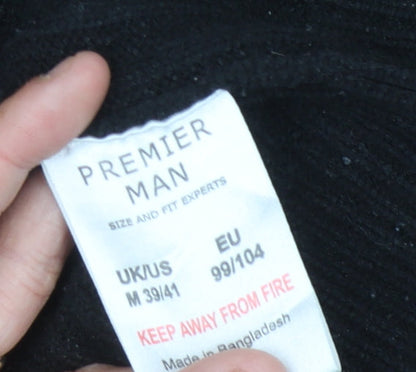 PREMIER
MAN
SIZE AND FIT EXPERTS
UK/US EU
M 39/41 99/104
KEEP AWAY FROM FIRE
Made in Bangladesh